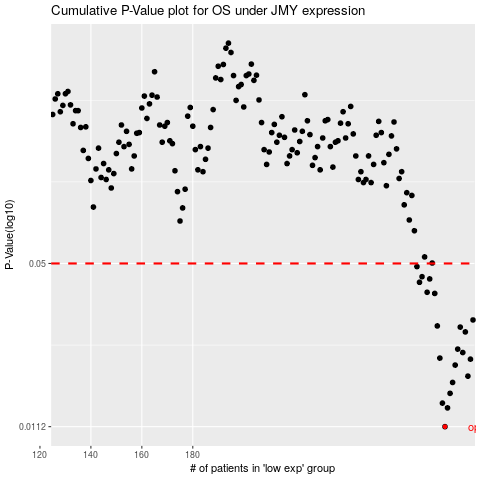 Cumulative P-Value plot for OS under JMY expression
P-Value(log10)
0.05
0.0112
op
120 140 160 180
# of patients in 'low exp' group